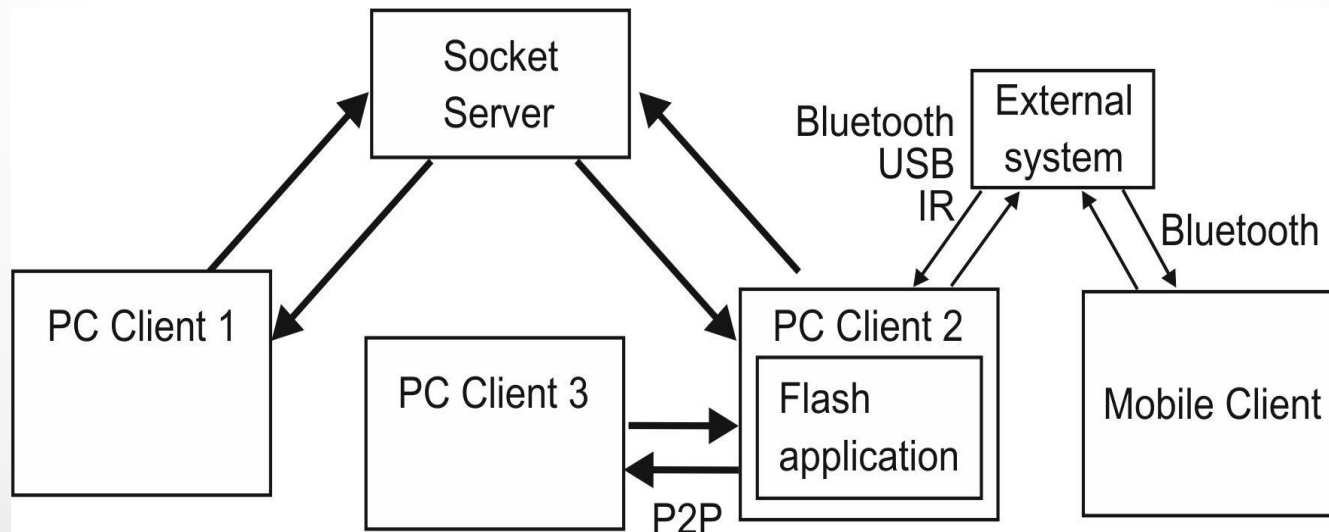 Socket
Server
External
system
Bluetooth
USB
IR
Bluetooth
PC Client 1
PC Client 2
PC Client 3
Flash
application
Mobile Client
P2P